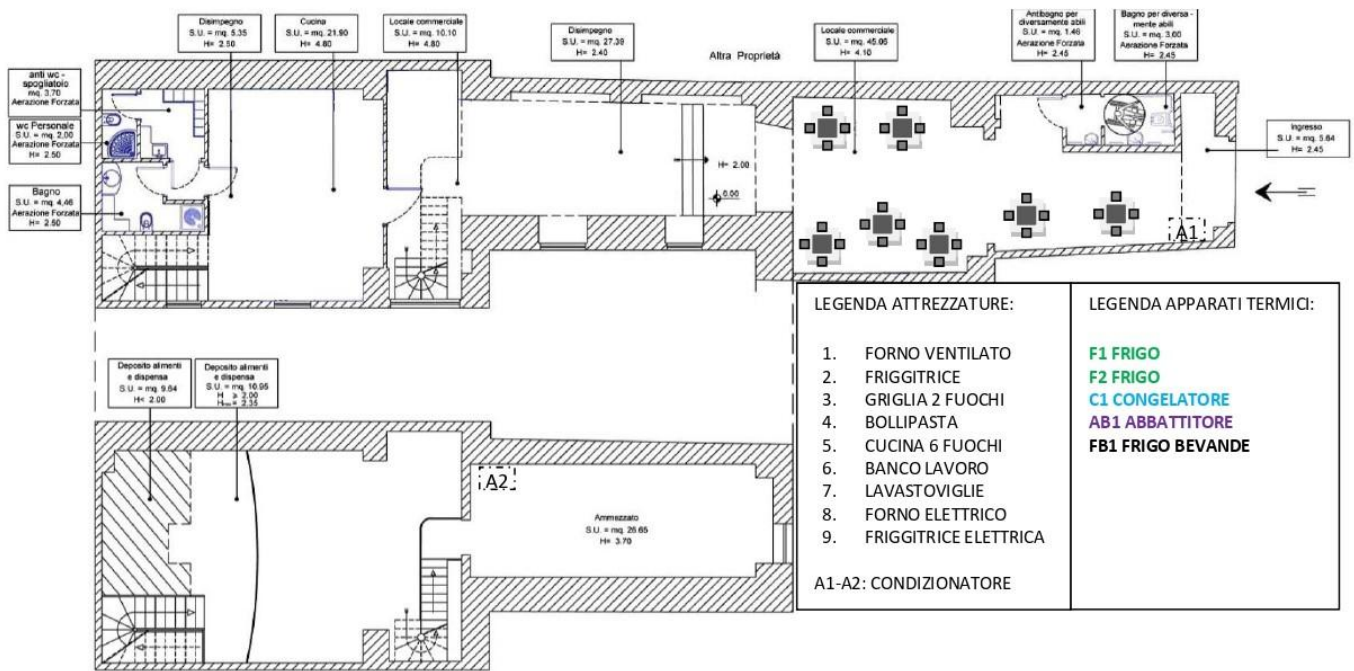 Disimpegno
S.U. = mq. 5.35
H= 2.50
Cucina
S.U. = mq. 21.90
H= 4.80
Locale commerciale
S.U. = mq. 10,10
H= 4.80
Disimpegno
S.U. = mq. 27.39
H= 2.40
Altra Proprietà
Locale commerciale
S.U. = mq. 45.05
H= 4.10
Antibagno per
diversamente abili
S.U. = mq. 1.46
Aerazione Forzata
H= 2.45
Bagno per diversa -
mente abili
S.U. = mq. 3,00
Aerazione Forzata
H= 2.45
anti wc -
spogliatoio
mq. 3,70
Aerazione Forzata
wc Personale
S.U. = mq. 2,00
Aerazione Forzata
H= 2.50
Bagno
S.U. = mq. 4,46
Aerazione Forzata
H= 2.50
Ingresso
S.U. = mq. 5.64
H= 2.45
H= 2.00
0.00
A1
Deposito alimenti
e dispensa
S.U. = mq. 9.64
H< 2.00
Deposito alimenti
e dispensa
S.U. = mq. 10.95
H ≥ 2.00
H = 2.35
A2
Ammezzato
S.U. = mq. 26.65
H= 3.70
LEGENDA ATTREZZATURE:
1. FORNO VENTILATO
2. FRIGGITRICE
3. GRIGLIA 2 FUOCHI
4. BOLLIPASTA
5. CUCINA 6 FUOCHI
6. BANCO LAVORO
7. LAVASTOVIGLIE
8. FORNO ELETTRICO
9. FRIGGITRICE ELETTRICA
A1-A2: CONDIZIONATORE
LEGENDA APPARATI TERMICI:
F1 FRIGO
F2 FRIGO
C1 CONGELATORE
AB1 ABBATTITORE
FB1 FRIGO BEVANDE